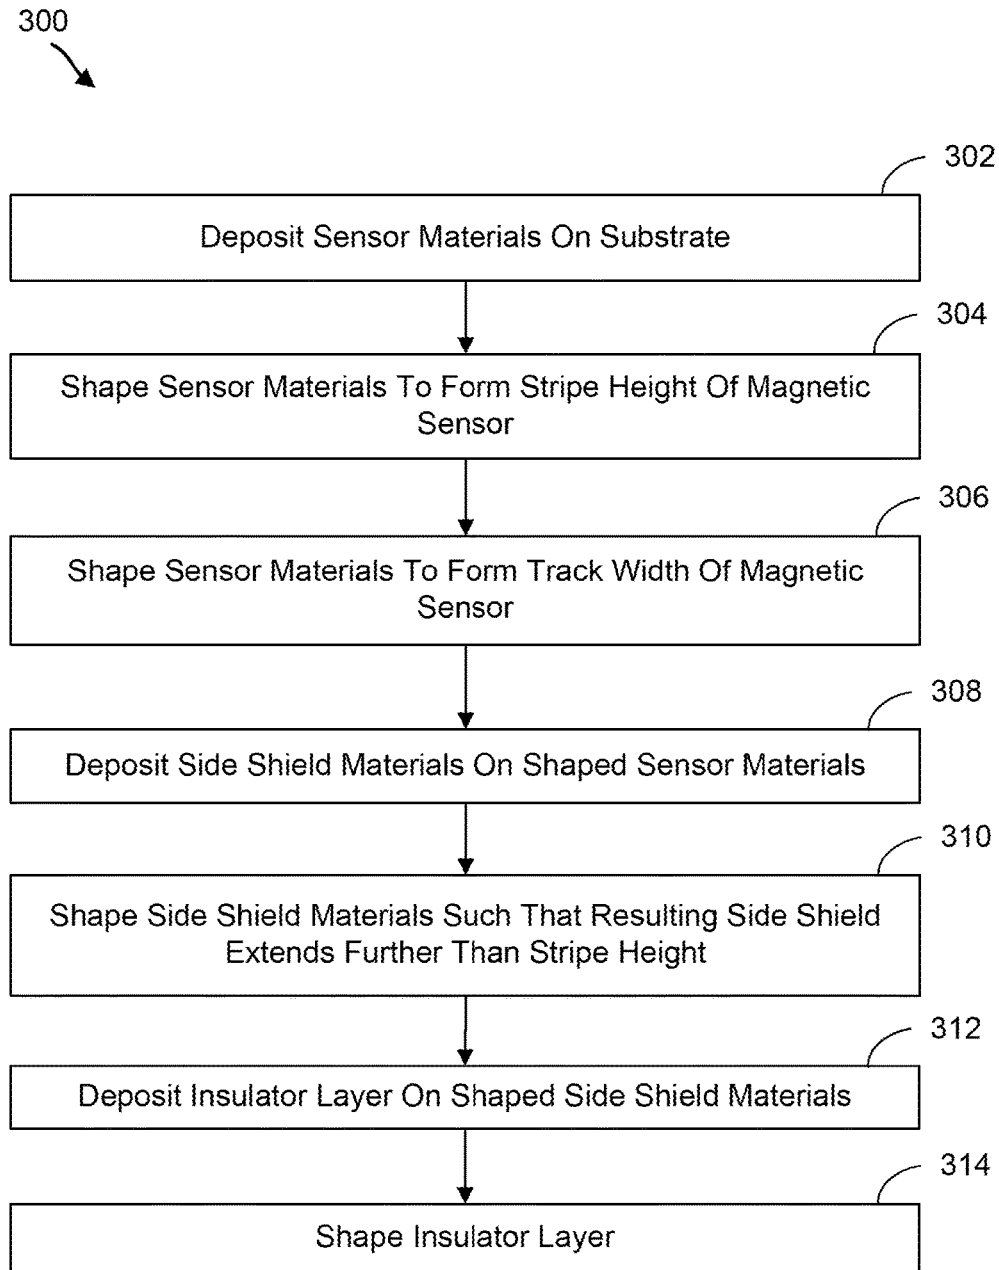 300
302
Deposit Sensor Materials On Substrate
304
Shape Sensor Materials To Form Stripe Height Of Magnetic
Sensor
306
Shape Sensor Materials To Form Track Width Of Magnetic
Sensor
308
Deposit Side Shield Materials On Shaped Sensor Materials
310
Shape Side Shield Materials Such That Resulting Side Shield
Extends Further Than Stripe Height
312
Deposit Insulator Layer On Shaped Side Shield Materials
314
Shape Insulator Layer